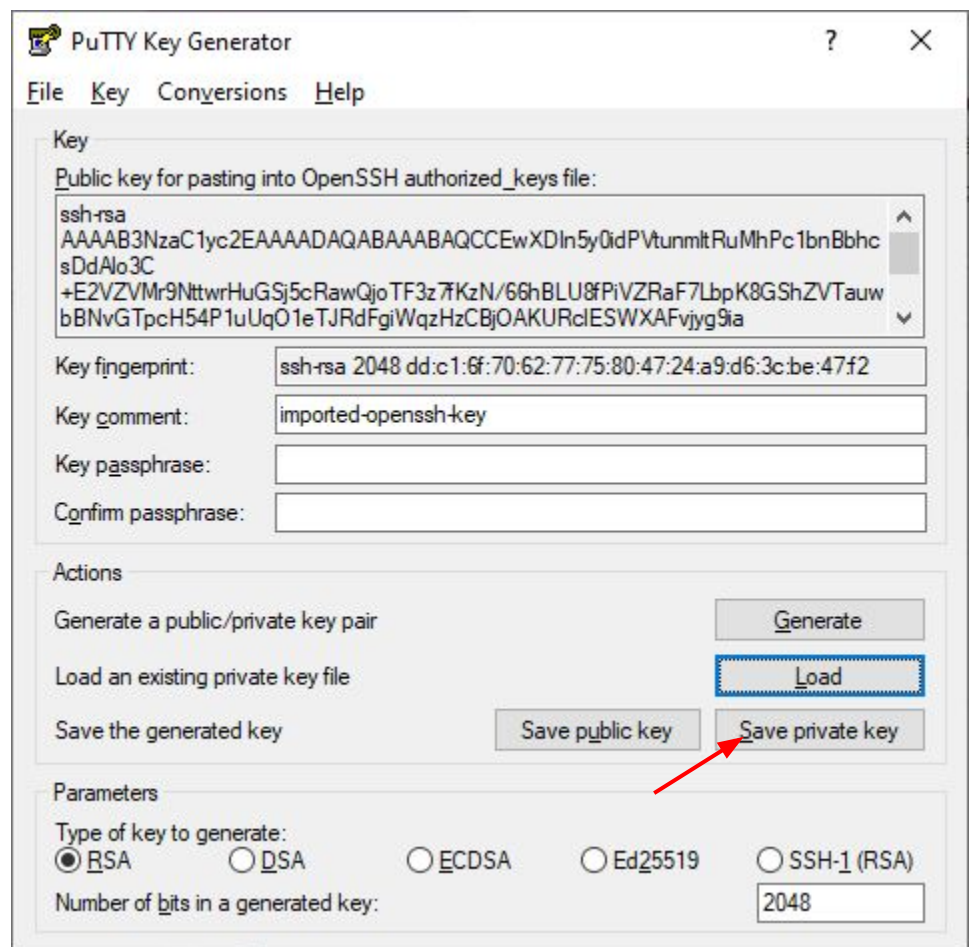 PuTTY Key Generator
?
File Key Conversions Help
Key
Public key for pasting into OpenSSH authorized_keys file:
ssh-rsa
AAAAB3NzaC1yc2EAAAADAQABAAABAQCCEwXDIn5y0idPVtunmItRuMhPc1bnBbhc
sDdAlo3C
+E2VZVMr9NttwrHuGSj5cRawQjoTF3z7fKzN/66hBLU8fPiVZRaF7LbpK8GShZVTauw
bBNvGTpcH54P1uUqO1eTJRdFgiWqzHzCBjOAKURclESWXAFvjyg9ia
Key fingerprint: ssh-rsa 2048 dd:c1:6f:70:62:77:75:80:47:24:a9:d6:3c:be:47:f2
Key comment: imported-openssh-key
Key passphrase:
Confirm passphrase:
Actions
Generate a public/private key pair Generate
Load an existing private key file Load
Save the generated key Save public key Save private key
Parameters
Type of key to generate:
RSA DSA ECDSA Ed25519 SSH-1 (RSA)
Number of bits in a generated key: 2048